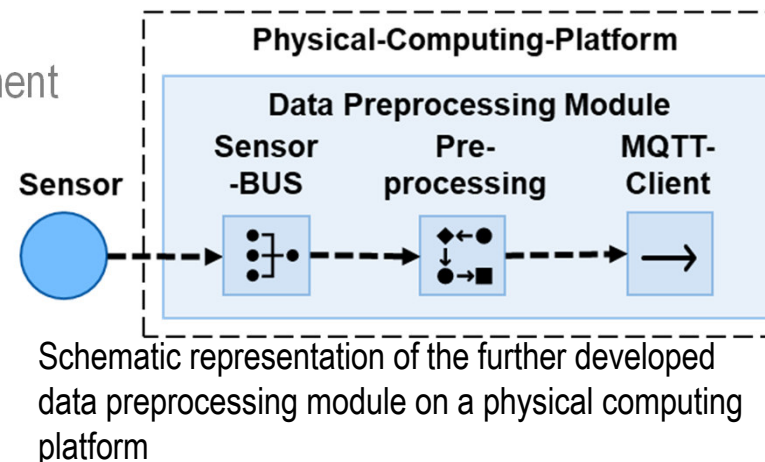 Physical-Computing-Platform
Data Preprocessing Module
Sensor
-BUS
Pre-
processing
MQTT-
Client
Sensor
Schematic representation of the further developed
data preprocessing module on a physical computing
platform